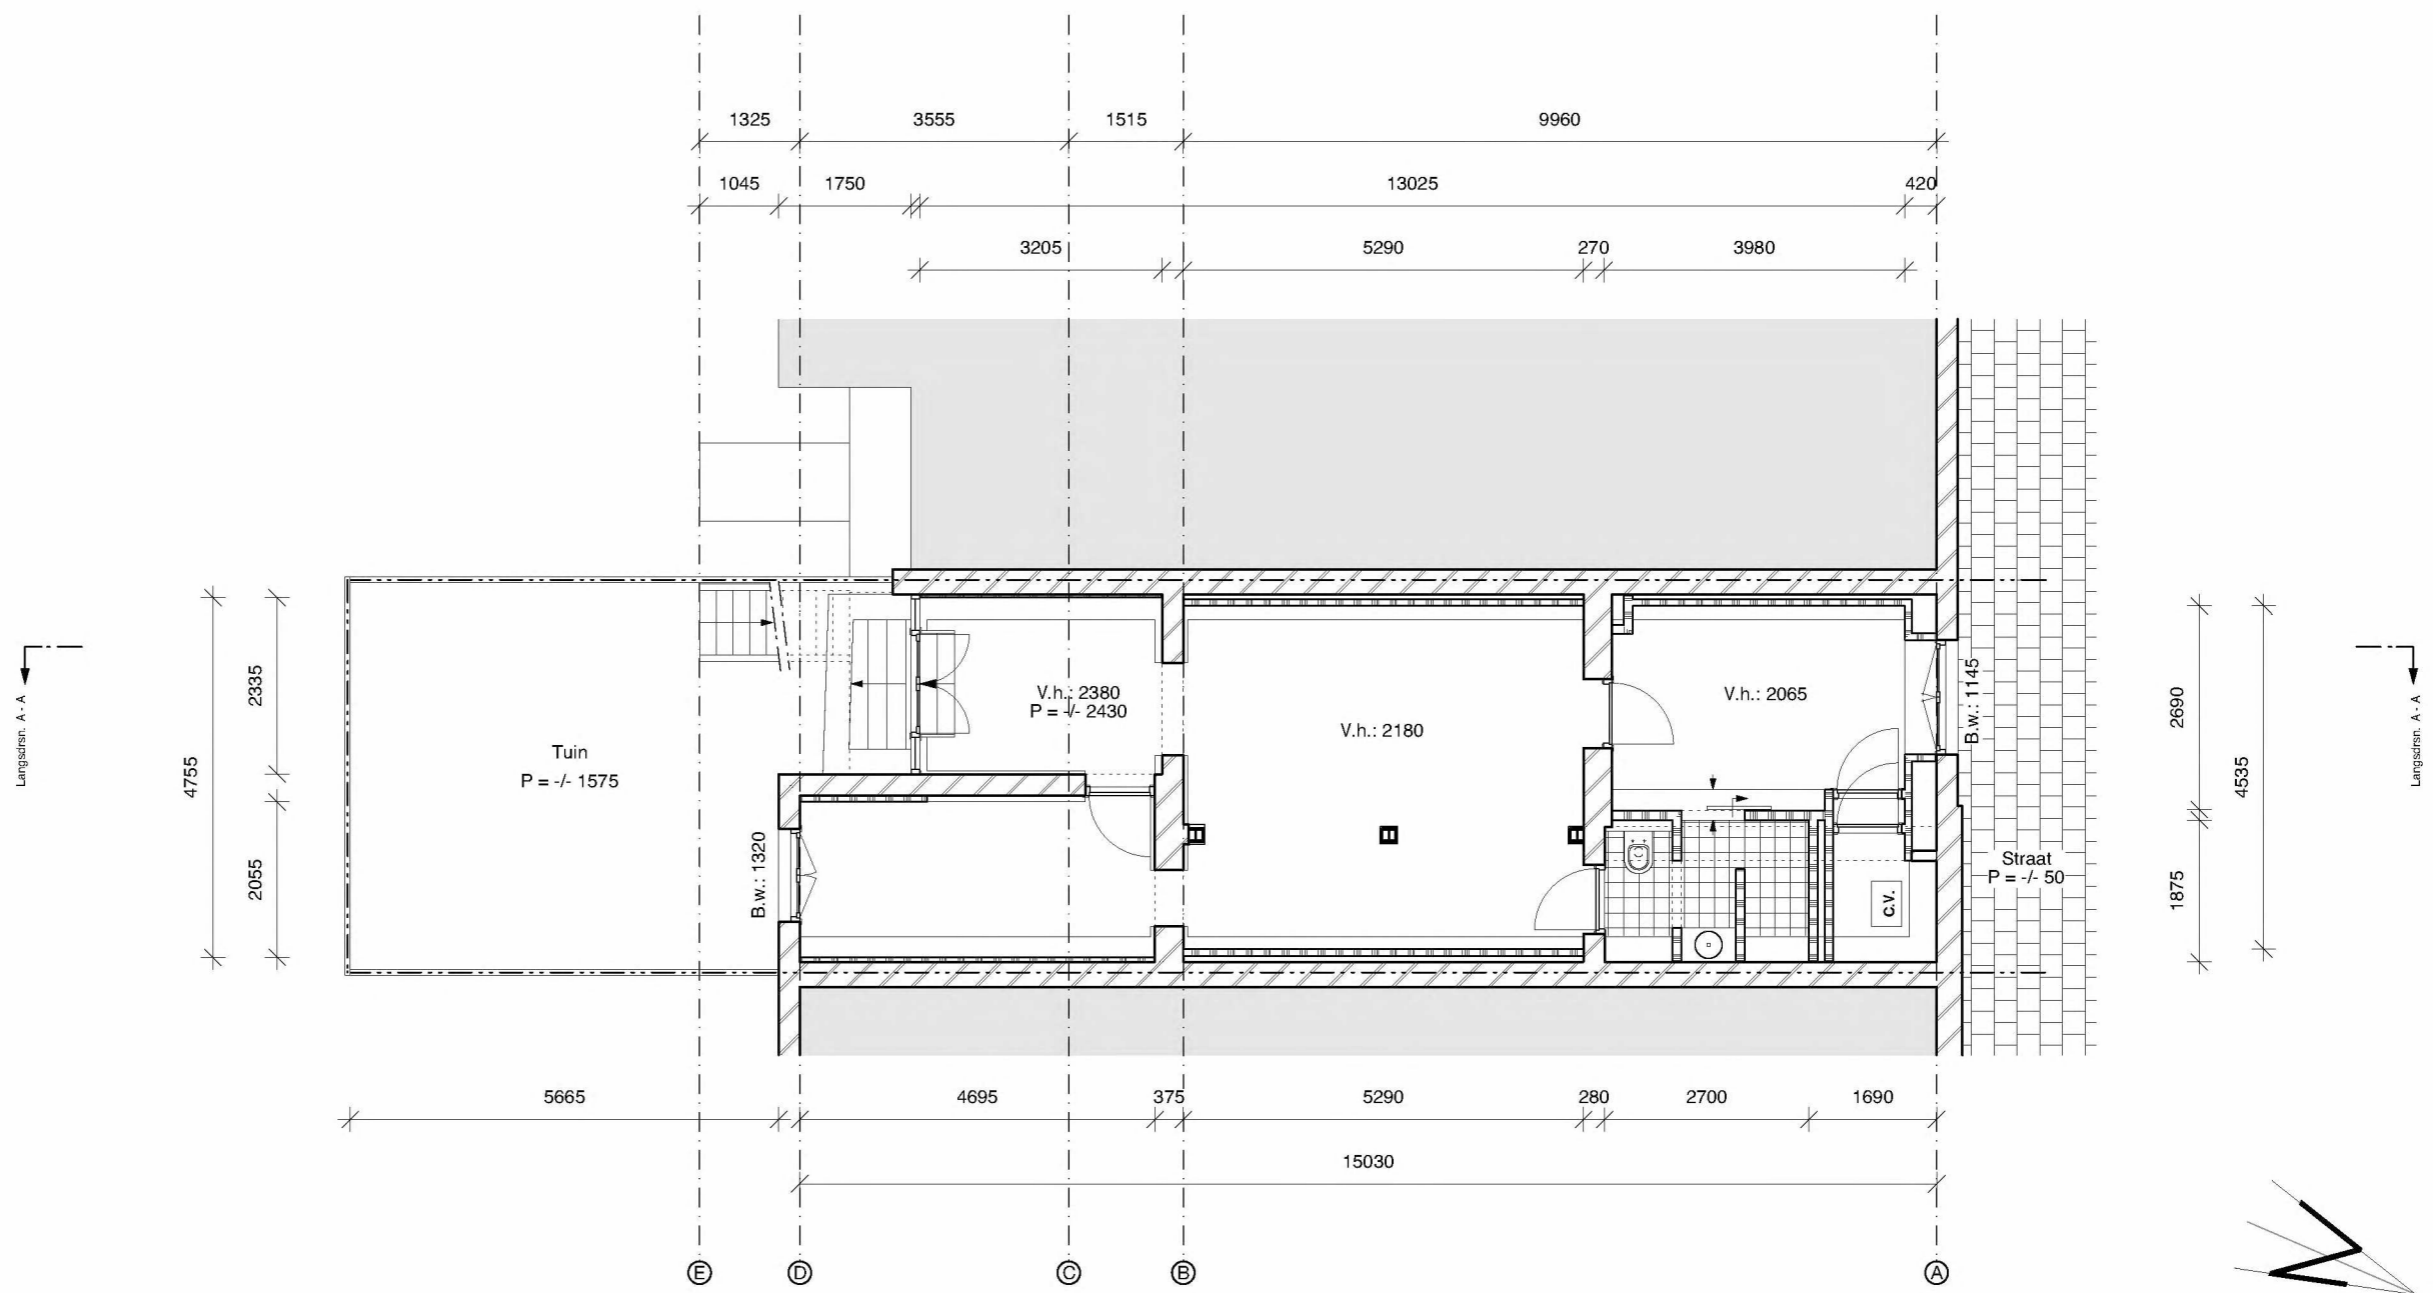 1325
3555
1515
9960
1045
1750
13025
420
3205
5290
270
3980
Langsdrsn. A - A
4755
2335
2055
Tuin
P = -/- 1575
B.w.: 1320
V.h.: 2380
P = -/- 2430
V.h.: 2180
V.h.: 2065
B.w.: 1145
C.V.
Straat
P = -/- 50
2690
1875
4535
Langsdrsn. A - A
5665
4695
375
5290
280
2700
1690
15030
E
D
C
B
A